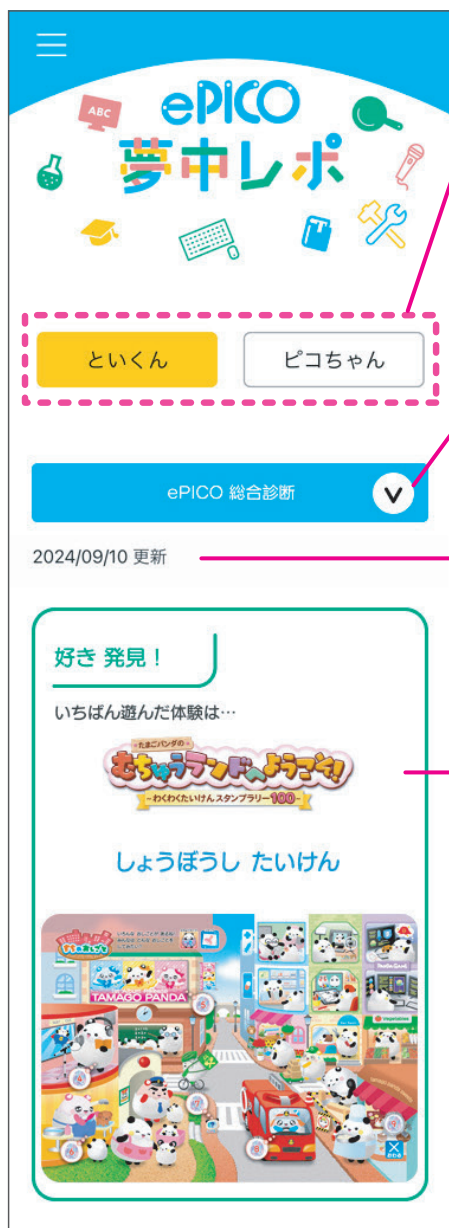 ePICO
ABC
夢中レポ
といくん
ピコちゃん
ePICO 総合診断
2024/09/10 更新
好き 発見！
いちばん遊んだ体験は…
-たまごパンダの-
むちゅうランドへようこそ！
-わくわくたいけんスタンプラリー100-
しょうぼうし たいけん
TAMAGO PANDA